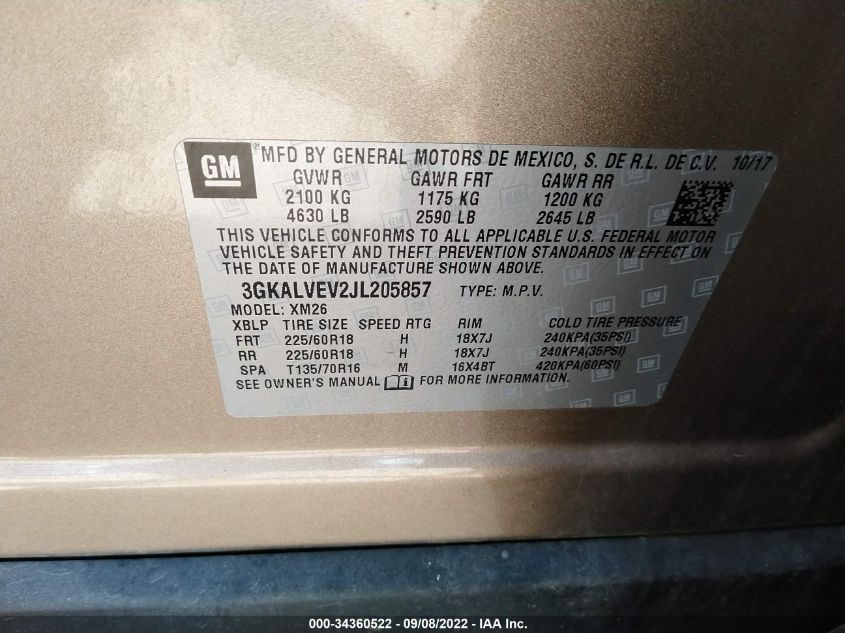 GM ® MFD BY GENERAL MOTORS DE MEXICO, S. DE R.L. DE C.V. 10/17
GVWR GAWR FRT GAWR RR
2100 KG 1175 KG 1200 KG
4630 LB 2590 LB 2645 LB
THIS VEHICLE CONFORMS TO ALL APPLICABLE U.S. FEDERAL MOTOR
VEHICLE SAFETY AND THEFT PREVENTION STANDARDS IN EFFECT ON
THE DATE OF MANUFACTURE SHOWN ABOVE.
3GKALVEV2JL205857 TYPE: M.P.V.
MODEL: XM26
XBLP TIRE SIZE SPEED RTG RIM COLD TIRE PRESSURE
FRT 225/60R18 H 18X7J 240KPA(35PSI)
RR 225/60R18 H 18X7J 240KPA(35PSI)
SPA T135/70R16 M 16X4BT 420KPA(60PSI)
SEE OWNER'S MANUAL FOR MORE INFORMATION.
000-34360522 - 09/08/2022 - IAA Inc.